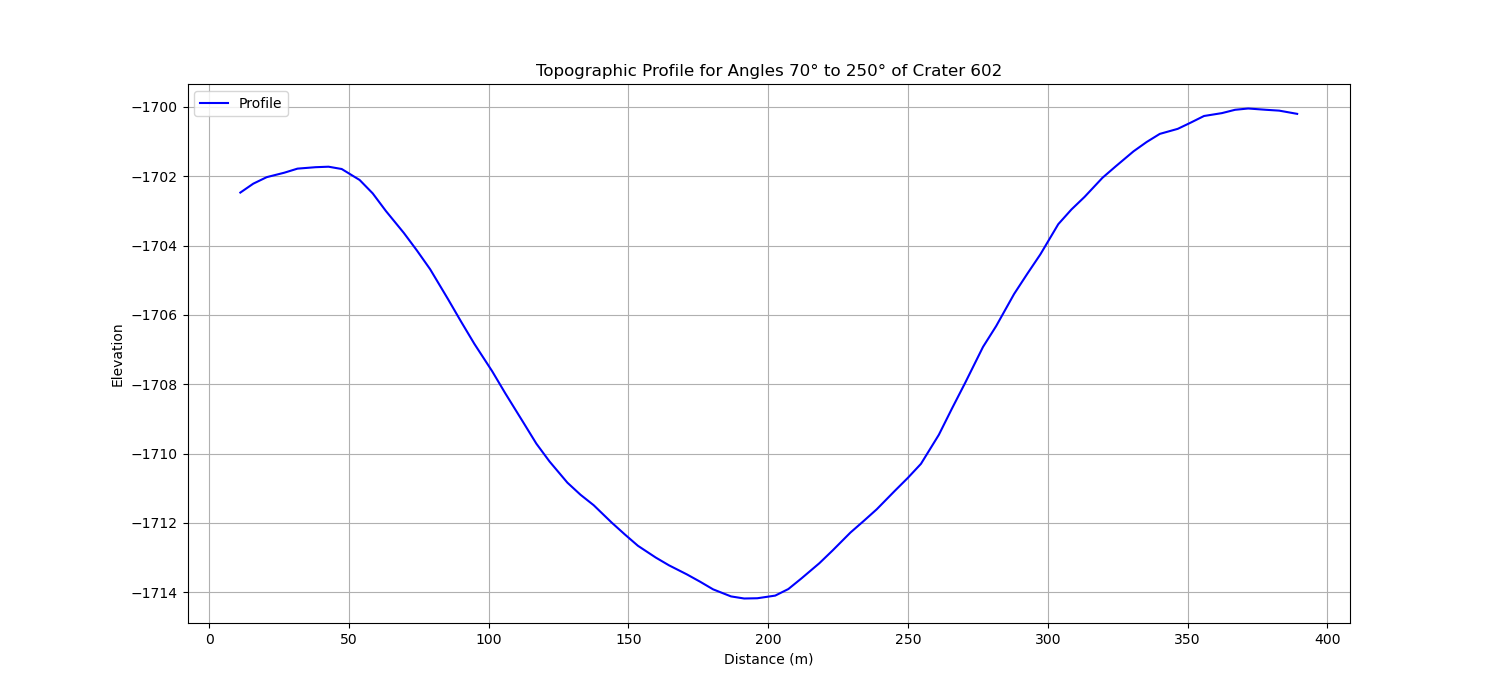 Topographic Profile for Angles 70° to 250° of Crater 602
Profile
−1700
−1702
−1704
−1706
−1708
−1710
−1712
−1714
Elevation
0 50 100 150 200 250 300 350 400
Distance (m)